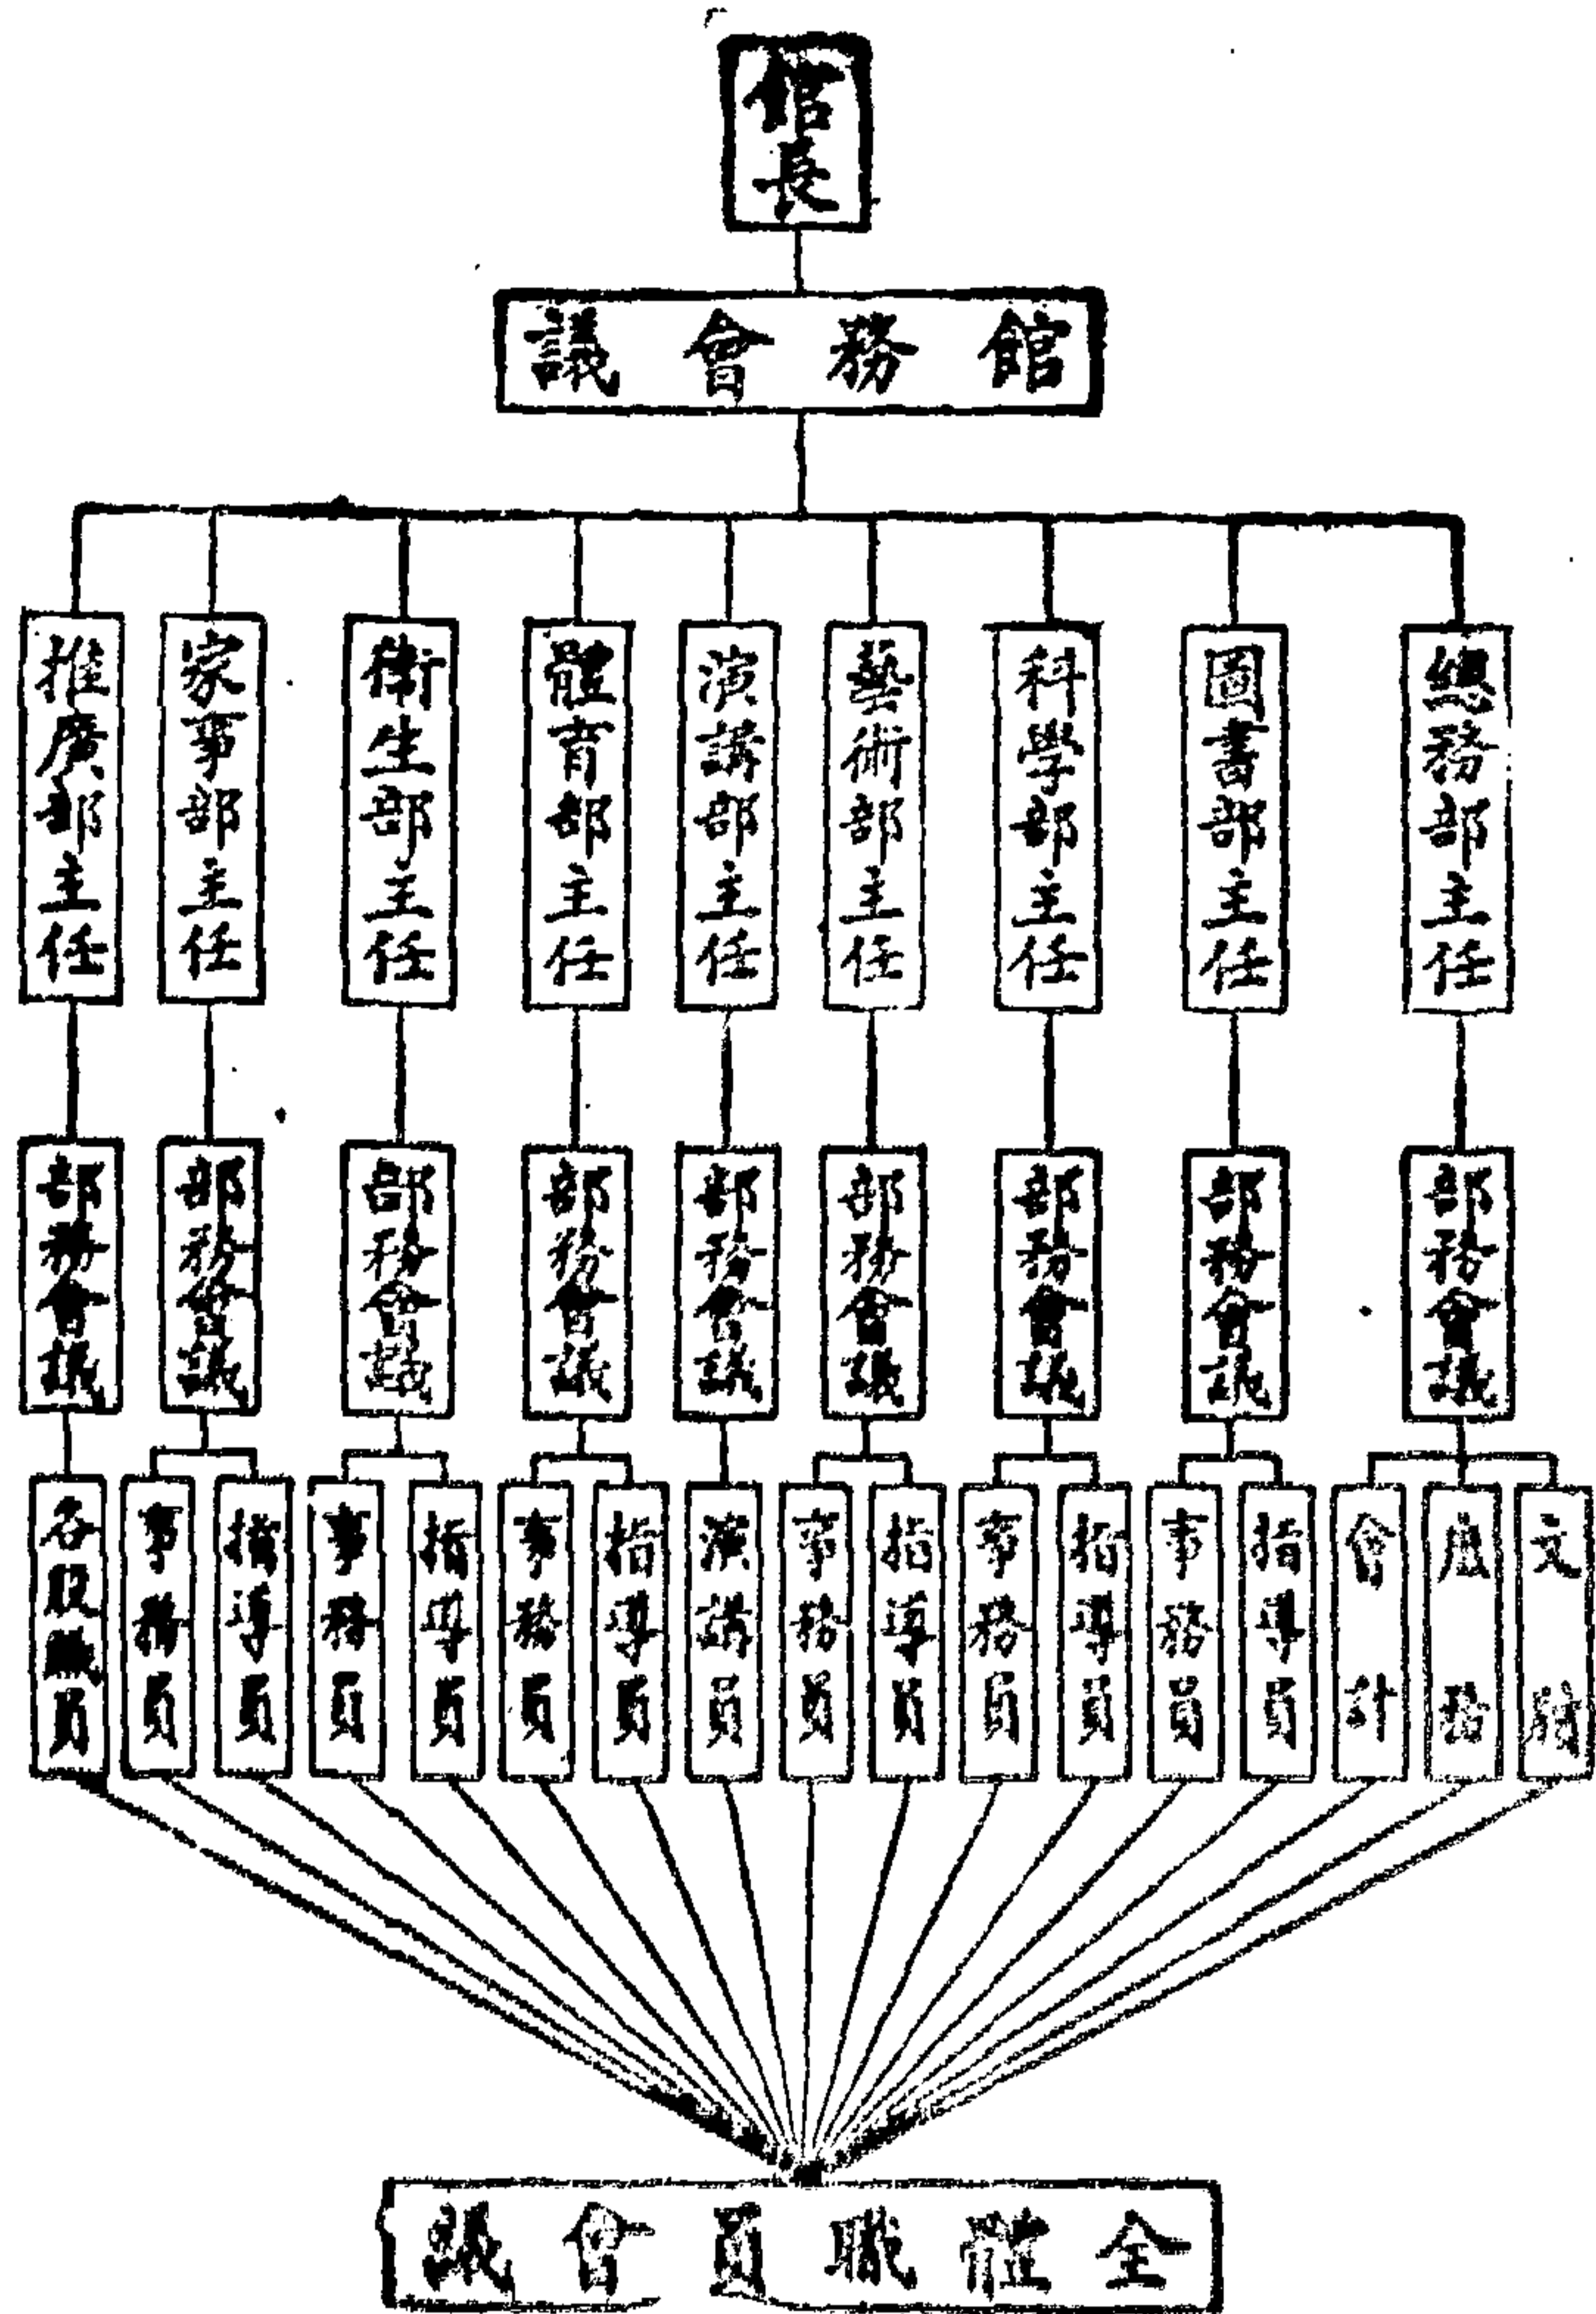 館長
館務會議
總務部主任
圖書部主任
科學部主任
藝術部主任
演講部主任
體育部主任
衛生部主任
家事部主任
推廣部主任
部務會議
部務會議
部務會議
部務會議
部務會議
部務會議
部務會議
部務會議
部務會議
文牘
庶務
會計
指導員
事務員
指導員
事務員
指導員
事務員
演講員
指導員
事務員
指導員
事務員
指導員
事務員
各股職員
全體職員會議